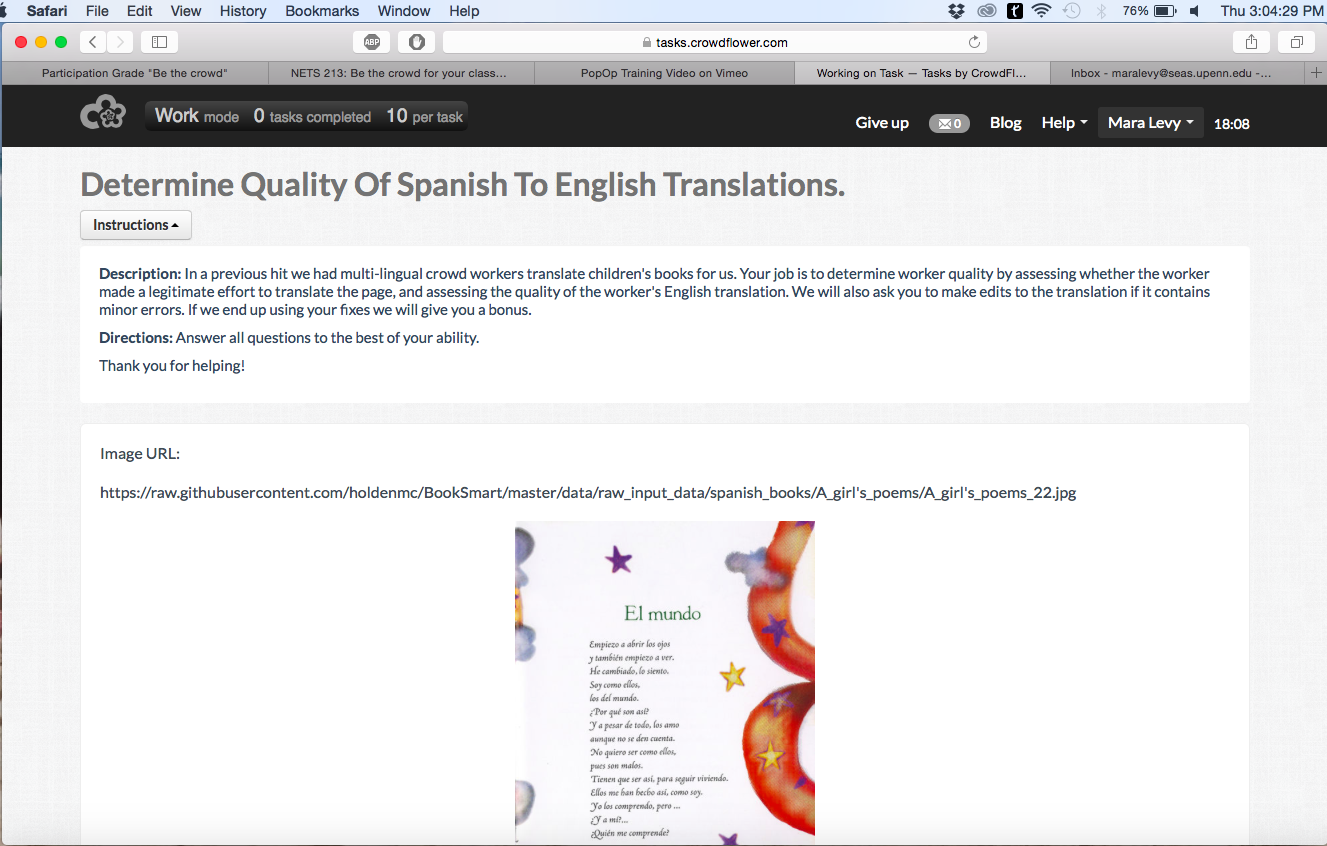 Safari File Edit View History Bookmarks Window Help 76% Thu 3:04:29 PM
ABP tasks.crowdflower.com
Participation Grade "Be the crowd" NETS 213: Be the crowd for your class... PopOp Training Video on Vimeo Working on Task — Tasks by CrowdFl... Inbox - maralevy@seas.upenn.edu -...
Work mode 0 tasks completed 10 per task Give up 0 Blog Help Mara Levy 18:08
Determine Quality Of Spanish To English Translations.
Instructions
Description: In a previous hit we had multi-lingual crowd workers translate children's books for us. Your job is to determine worker quality by assessing whether the worker
made a legitimate effort to translate the page, and assessing the quality of the worker's English translation. We will also ask you to make edits to the translation if it contains
minor errors. If we end up using your fixes we will give you a bonus.
Directions: Answer all questions to the best of your ability.
Thank you for helping!
Image URL:
https://raw.githubusercontent.com/holdenmc/BookSmart/master/data/raw_input_data/spanish_books/A_girl's_poems/A_girl's_poems_22.jpg
El mundo
Empiezo a abrir los ojos
y también empiezo a ver.
He cambiado, lo siento.
Soy como ellos,
los del mundo.
¿Por qué son así?
Y a pesar de todo, los amo
aunque no se den cuenta.
No quiero ser como ellos,
pues son malos.
Tienen que ser así, para seguir viviendo.
Ellos me han hecho así, como soy.
Yo los comprendo, pero ...
¿Y a mí?...
¿Quién me comprende?